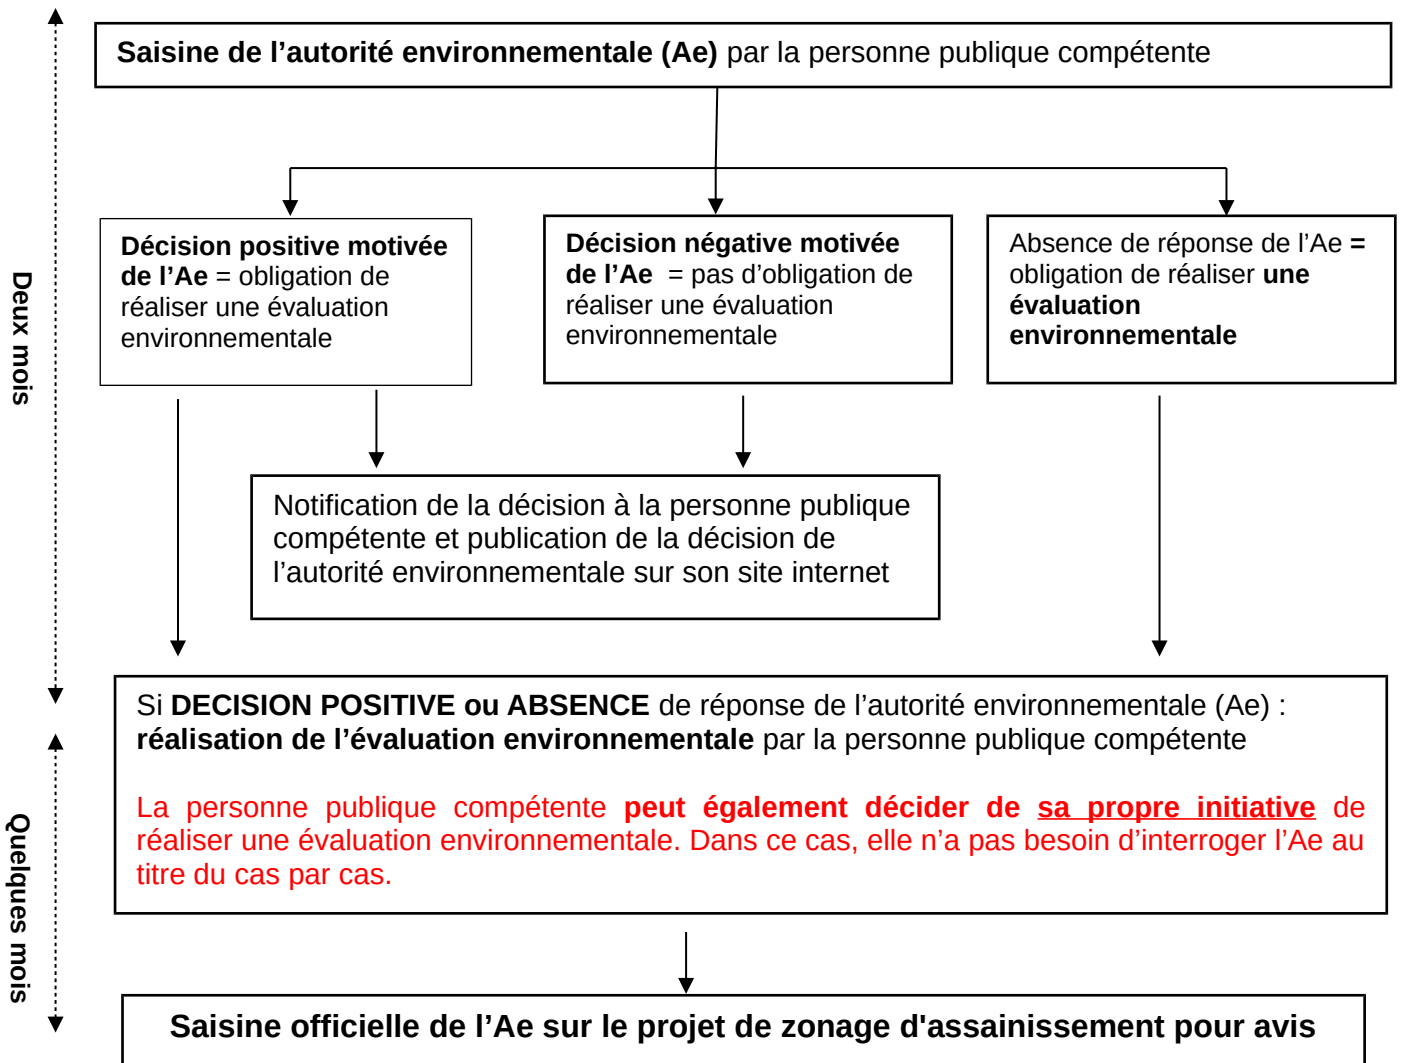 Saisine de l’autorité environnementale (Ae) par la personne publique compétente
Décision positive motivée
de l’Ae = obligation de
réaliser une évaluation
environnementale
Décision négative motivée
de l’Ae = pas d’obligation de
réaliser une évaluation
environnementale
Absence de réponse de l’Ae =
obligation de réaliser une
évaluation
environnementale
Deux mois
Notification de la décision à la personne publique
compétente et publication de la décision de
l’autorité environnementale sur son site internet
Si DECISION POSITIVE ou ABSENCE de réponse de l’autorité environnementale (Ae) :
réalisation de l’évaluation environnementale par la personne publique compétente
La personne publique compétente peut également décider de sa propre initiative de
réaliser une évaluation environnementale. Dans ce cas, elle n’a pas besoin d’interroger l’Ae au
titre du cas par cas.
Quelques mois
Saisine officielle de l’Ae sur le projet de zonage d'assainissement pour avis